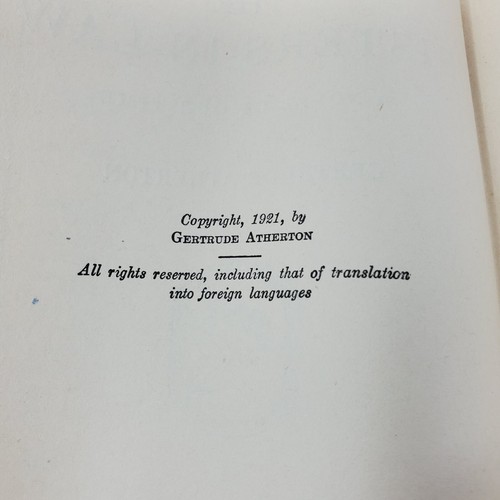 Copyright, 1921, by
GERTRUDE ATHERTON
All rights reserved, including that of translation
into foreign languages